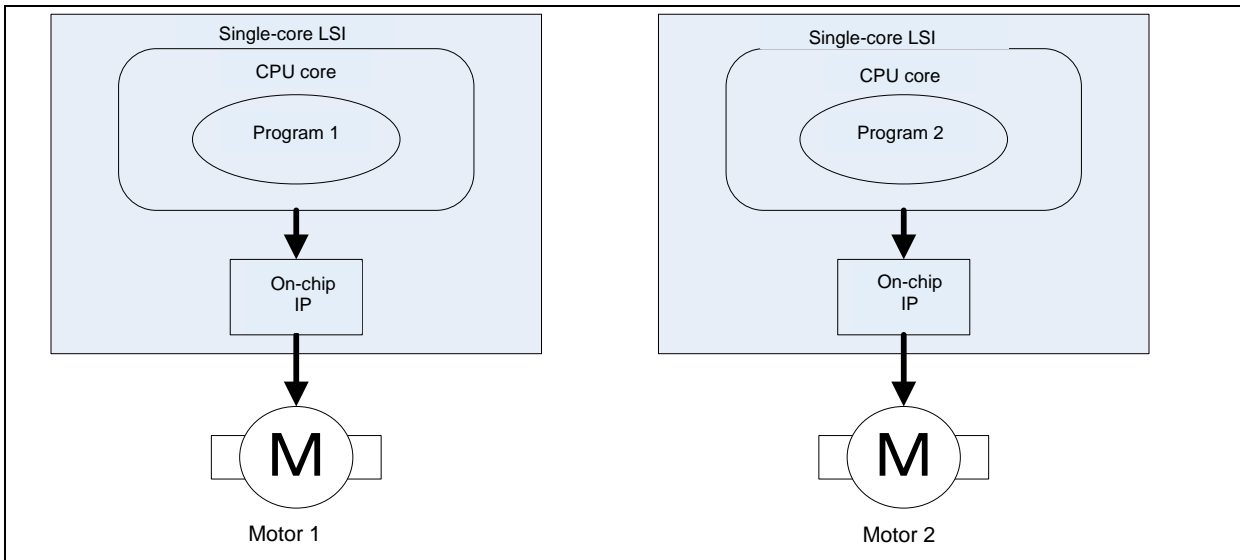 Single-core LSI
CPU core
Program 1
On-chip
IP
M
Motor 1
Single-core LSI
CPU core
Program 2
On-chip
IP
M
Motor 2